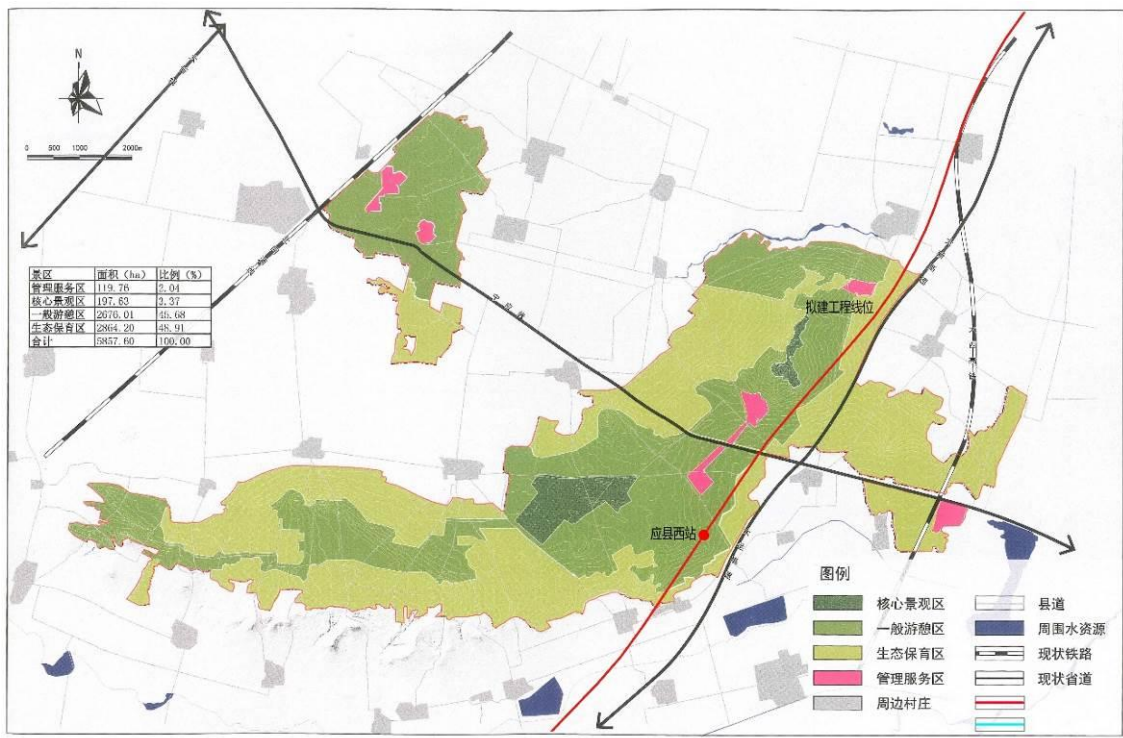 N
0 500 1000 2000m
景区 面积（ha） 比例（%）
管理服务区 119.76 2.04
核心景观区 197.63 3.37
一般游憩区 2676.01 45.68
生态保育区 2864.20 48.91
合计 5857.60 100.00
拟建工程线位
应县西站
图例
核心景观区 县道
一般游憩区 周围水资源
生态保育区 现状铁路
管理服务区 现状省道
周边村庄